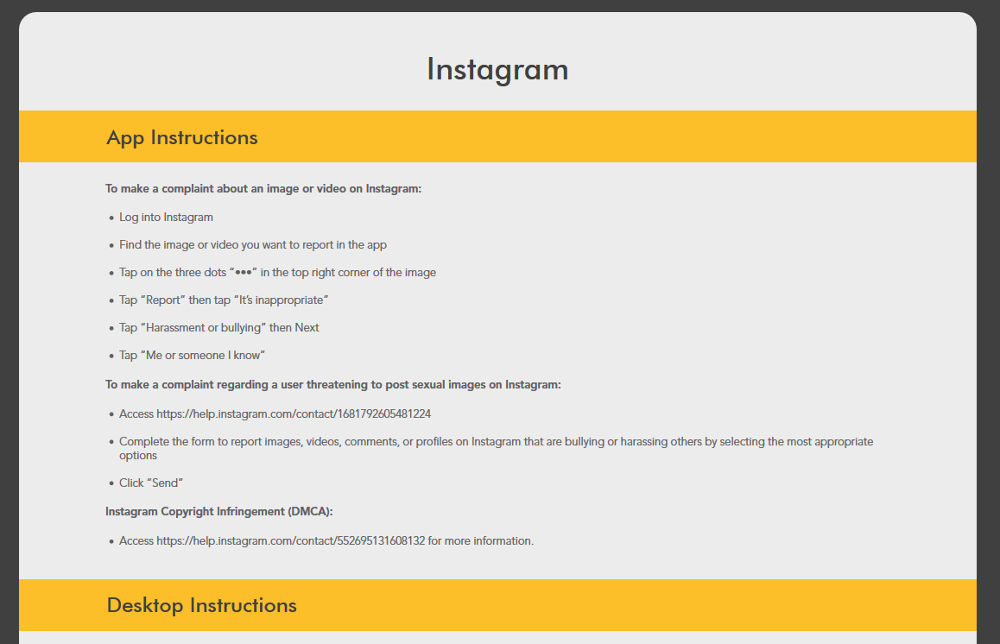 Instagram
App Instructions
To make a complaint about an image or video on Instagram:
• Log into Instagram
• Find the image or video you want to report in the app
• Tap on the three dots “•••” in the top right corner of the image
• Tap “Report” then tap “It’s inappropriate”
• Tap “Harassment or bullying” then Next
• Tap “Me or someone I know”
To make a complaint regarding a user threatening to post sexual images on Instagram:
• Access https://help.instagram.com/contact/1681792605481224
• Complete the form to report images, videos, comments, or profiles on Instagram that are bullying or harassing others by selecting the most appropriate
options
• Click “Send”
Instagram Copyright Infringement (DMCA):
• Access https://help.instagram.com/contact/552695131608132 for more information.
Desktop Instructions